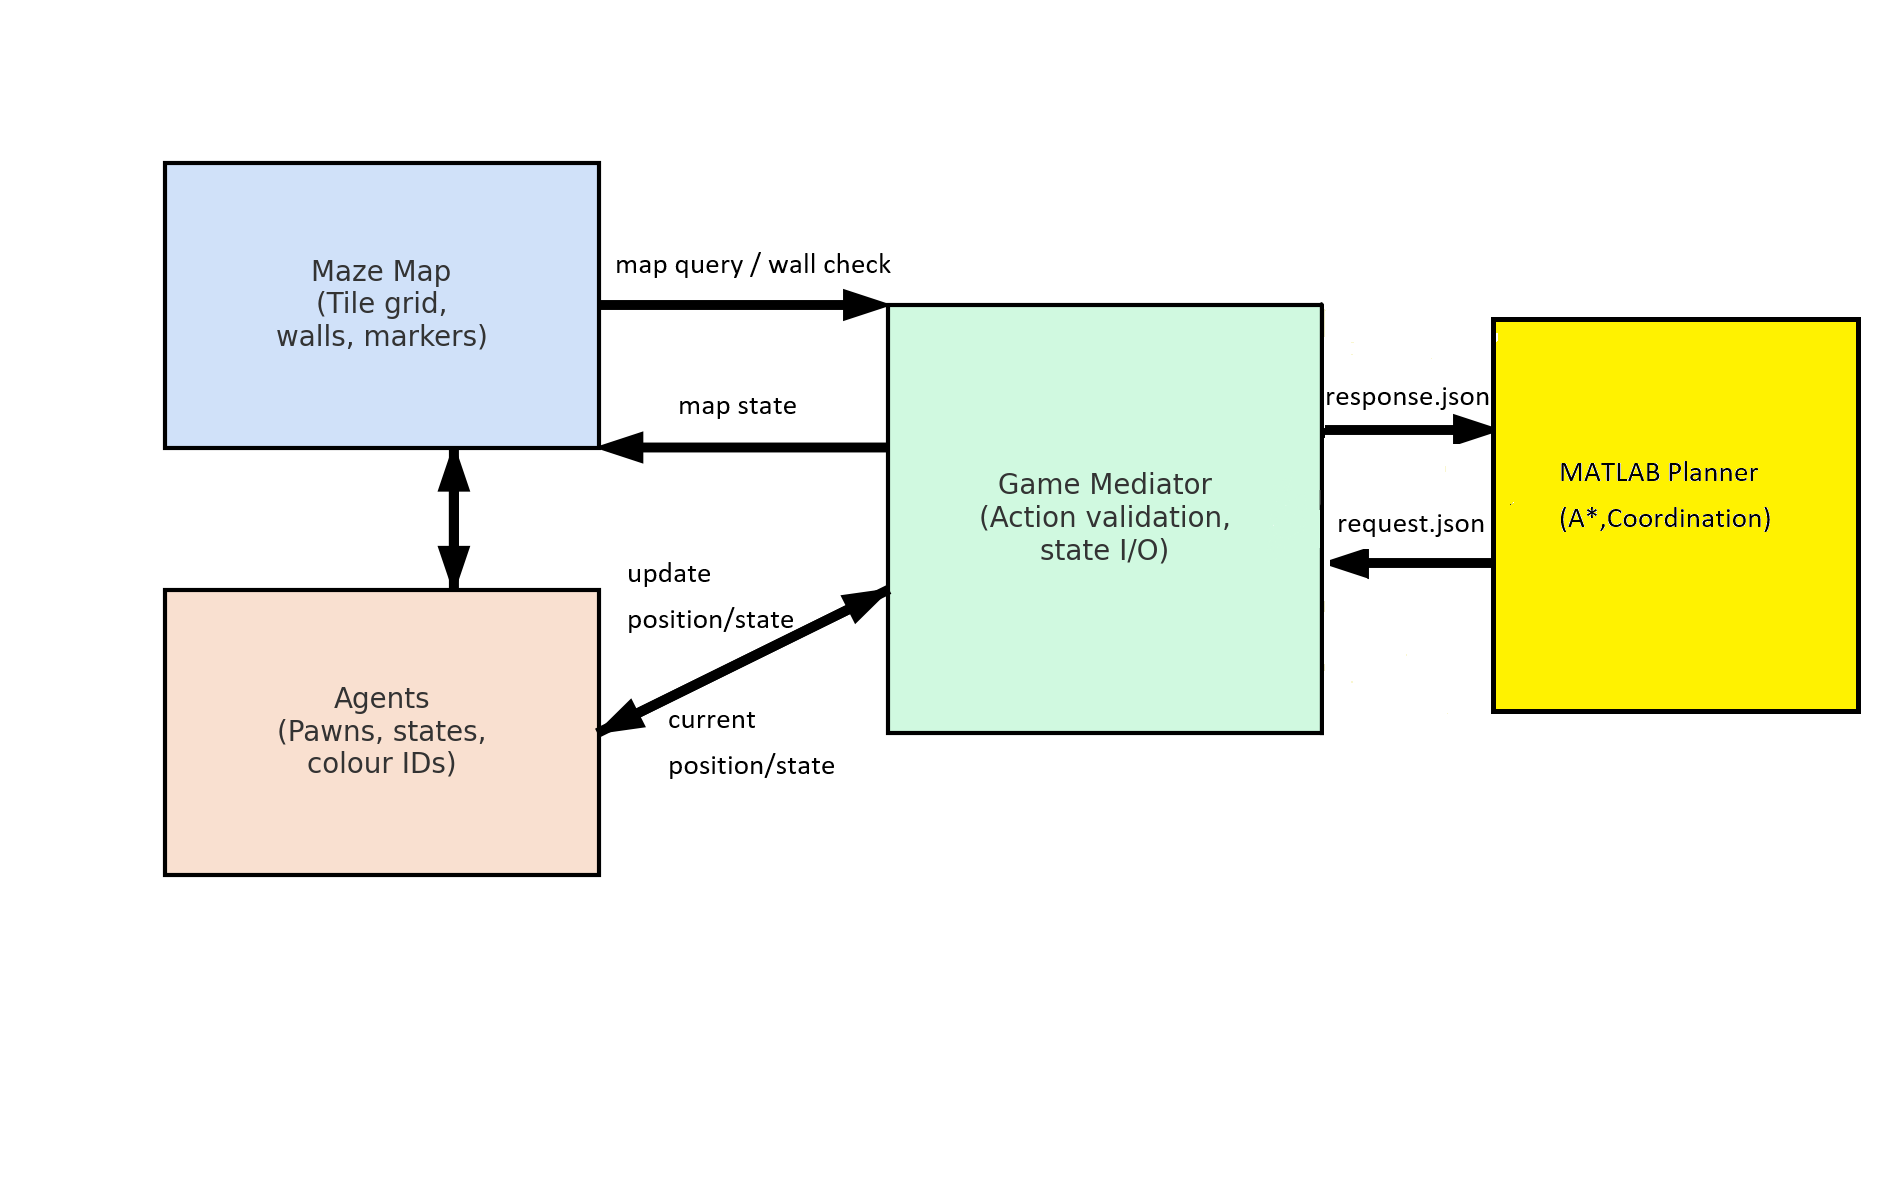 Maze Map
(Tile grid,
walls, markers)
map query / wall check
map state
Agents
(Pawns, states,
colour IDs)
update
position/state
current
position/state
Game Mediator
(Action validation,
state I/O)
response.json
request.json
MATLAB Planner
(A*,Coordination)